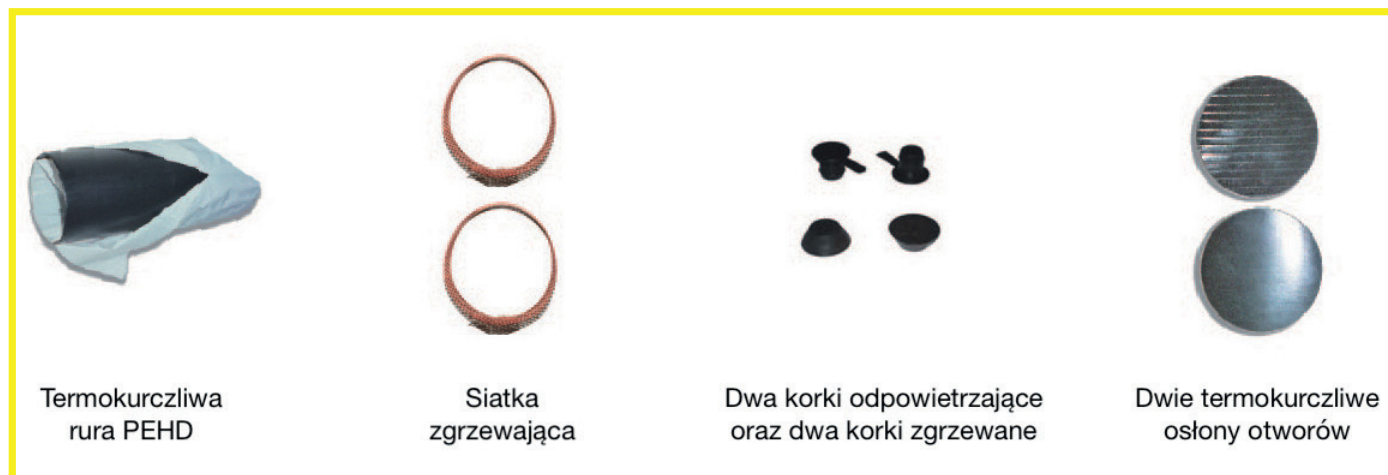 Termokurczliwa
rura PEHD
Siatka
zgrzewająca
Dwa korki odpowietrzające
oraz dwa korki zgrzewane
Dwie termokurczliwe
osłony otworów